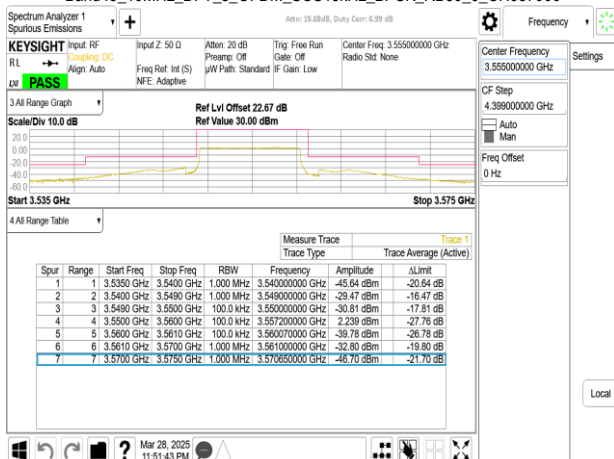 Spectrum Analyzer 1
Spurious Emissions
Attn: 15.68dB, Duty Corr: 6.99 dB
Frequency
KEYSIGHT
Input: RF
Coupling: DC
Align: Auto
Input Z: 50 Ω
Freq Ref: Int (S)
NFE: Adaptive
Atten: 20 dB
Preamp: Off
µW Path: Standard
Trig: Free Run
Gate: Off
IF Gain: Low
Center Freq: 3.555000000 GHz
Radio Std: None
RL
LXI
PASS
Center Frequency
3.555000000 GHz
Settings
CF Step
4.399000000 GHz
Auto
Man
Freq Offset
0 Hz
3 All Range Graph
Scale/Div 10.0 dB
Ref Lvl Offset 22.67 dB
Ref Value 30.00 dBm
20.0
0.00
-20.0
-40.0
-60.0
Start 3.535 GHz
Stop 3.575 GHz
4 All Range Table
Measure Trace Trace 1
Trace Type Trace Average (Active)
Spur Range Start Freq Stop Freq RBW Frequency Amplitude ΔLimit
1 1 3.5350 GHz 3.5400 GHz 1.000 MHz 3.540000000 GHz -45.64 dBm -20.64 dB
2 2 3.5400 GHz 3.5490 GHz 1.000 MHz 3.549000000 GHz -29.47 dBm -16.47 dB
3 3 3.5490 GHz 3.5500 GHz 100.0 kHz 3.550000000 GHz -30.81 dBm -17.81 dB
4 4 3.5500 GHz 3.5600 GHz 100.0 kHz 3.557200000 GHz 2.239 dBm -27.76 dB
5 5 3.5600 GHz 3.5610 GHz 100.0 kHz 3.560070000 GHz -39.78 dBm -26.78 dB
6 6 3.5610 GHz 3.5700 GHz 1.000 MHz 3.561000000 GHz -32.80 dBm -19.80 dB
7 7 3.5700 GHz 3.5750 GHz 1.000 MHz 3.570650000 GHz -46.70 dBm -21.70 dB
Local
?
Mar 28, 2025
11:51:43 PM